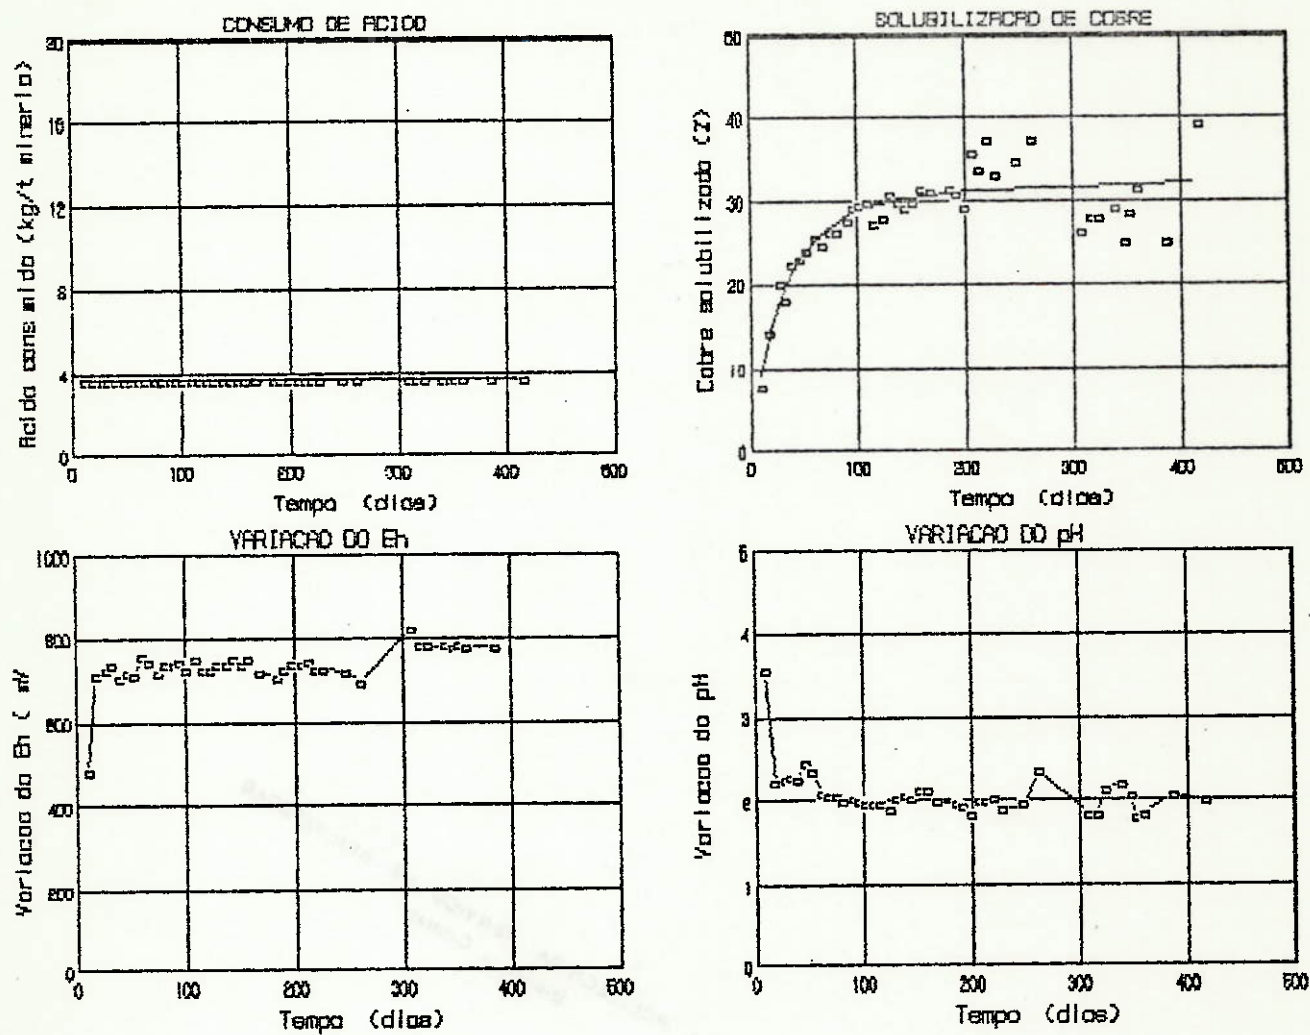 CONSUMO DE ACIDO
Acido consumido (kg/t minerio)
20
16
12
8
4
0
0 100 200 300 400 500
Tempo (dias)
SOLUBILIZACAO DE COBRE
Cobre solubilizado (%)
50
40
30
20
10
0
0 100 200 300 400 500
Tempo (dias)
VARIACAO DO Eh
Variacao do Eh ( mV
1000
800
600
400
200
0
0 100 200 300 400 500
Tempo (dias)
VARIACAO DO pH
Variacao do pH
5
4
3
2
1
0
0 100 200 300 400 500
Tempo (dias)